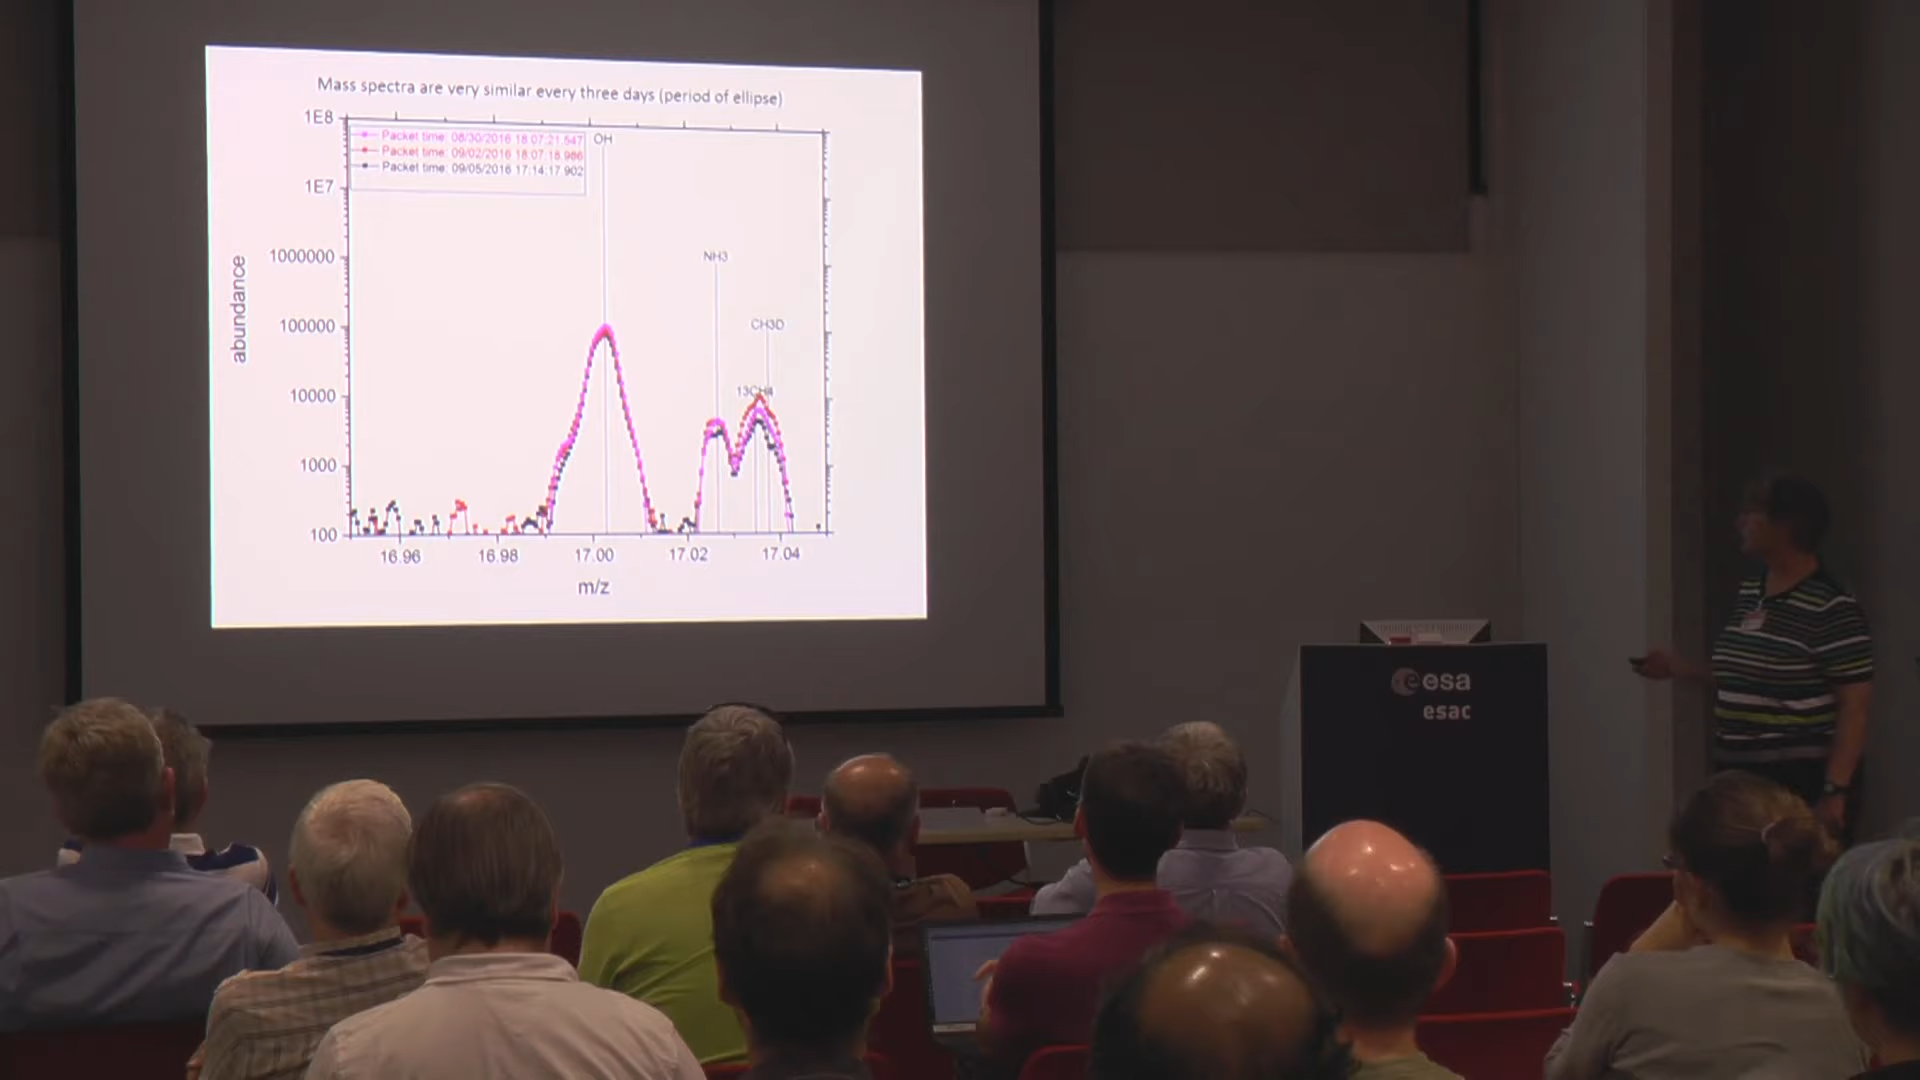 Mass spectra are very similar every three days (period of ellipse)
1E8
Packet time: 08/30/2016 18:07:21.547
Packet time: 09/02/2016 18:07:18.986
Packet time: 09/05/2016 17:14:17.902
OH
1E7
NH3
1000000
CH3D
100000
13CH4
10000
1000
100
abundance
16.96 16.98 17.00 17.02 17.04
m/z
esa
esac